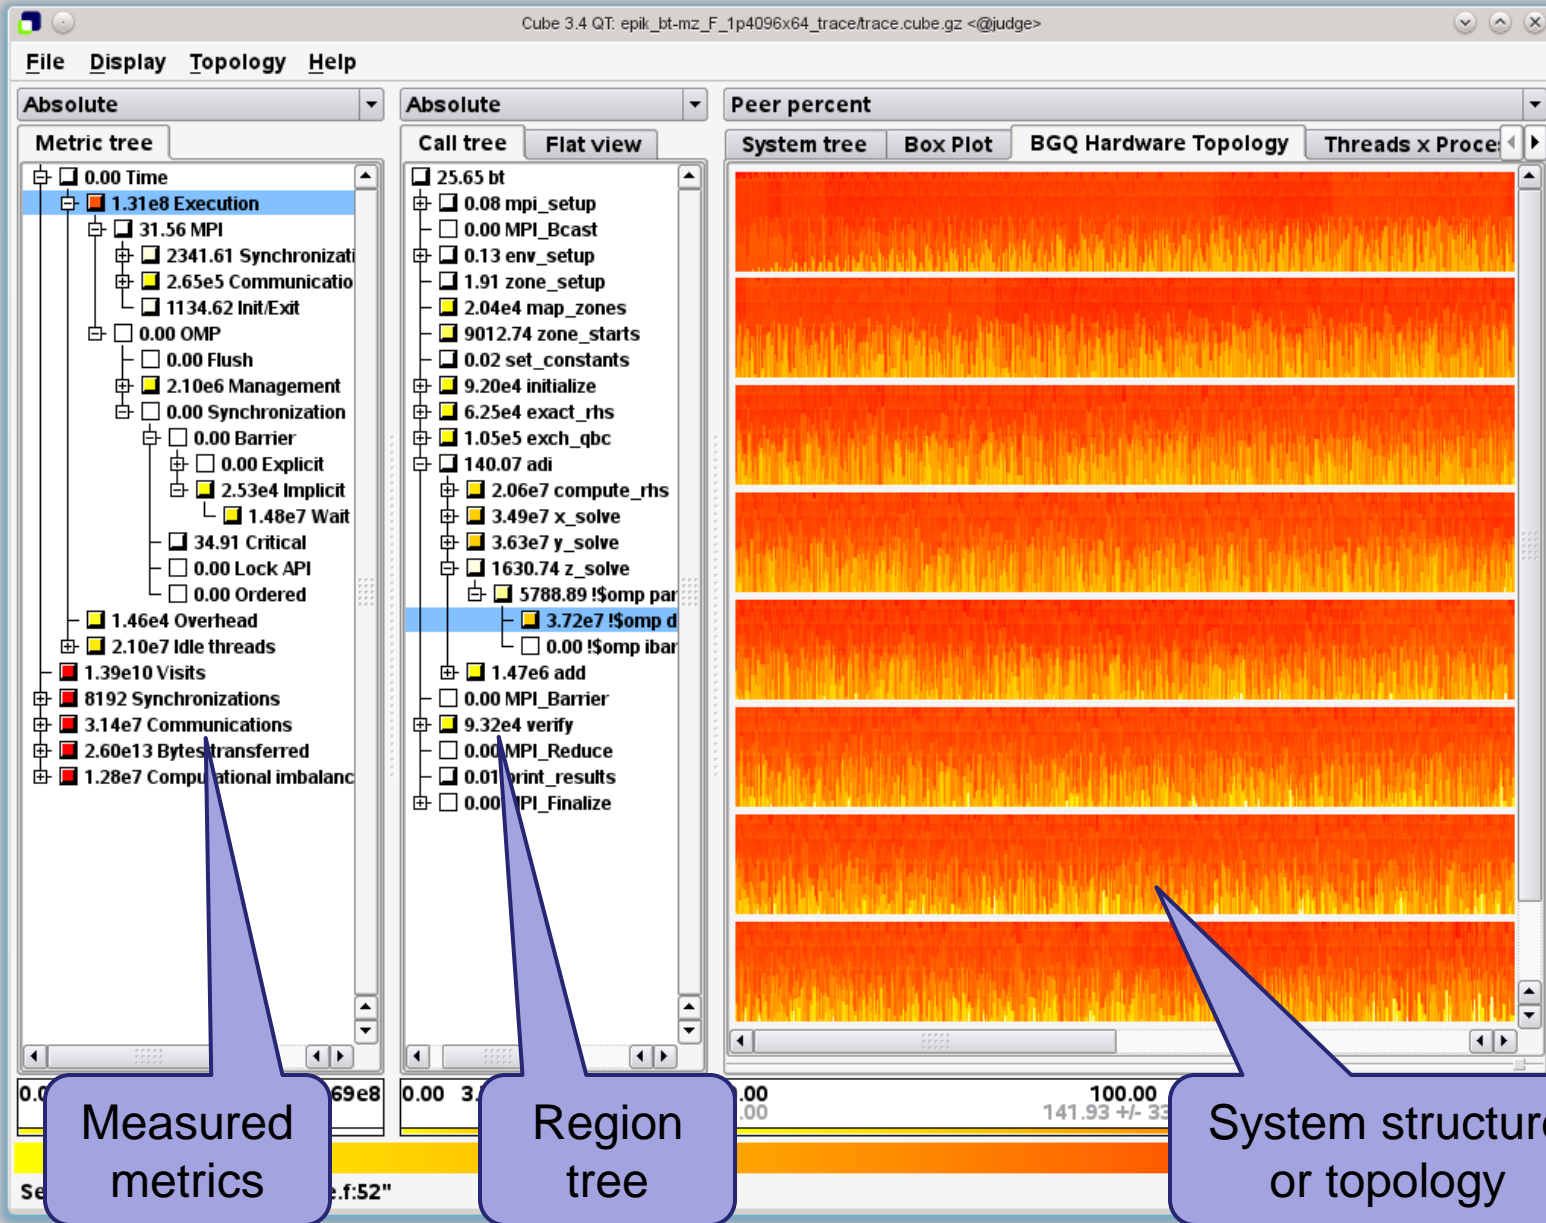 Cube 3.4 QT: epik_bt-mz_F_1p4096x64_trace/trace.cube.gz <@judge>
File Display Topology Help
Absolute
Metric tree
0.00 Time
1.31e8 Execution
31.56 MPI
2341.61 Synchronizati
2.65e5 Communicatio
1134.62 Init/Exit
0.00 OMP
0.00 Flush
2.10e6 Management
0.00 Synchronization
0.00 Barrier
0.00 Explicit
2.53e4 Implicit
1.48e7 Wait
34.91 Critical
0.00 Lock API
0.00 Ordered
1.46e4 Overhead
2.10e7 Idle threads
1.39e10 Visits
8192 Synchronizations
3.14e7 Communications
2.60e13 Bytes transferred
1.28e7 Computational imbalanc
Absolute
Call tree Flat view
25.65 bt
0.08 mpi_setup
0.00 MPI_Bcast
0.13 env_setup
1.91 zone_setup
2.04e4 map_zones
9012.74 zone_starts
0.02 set_constants
9.20e4 initialize
6.25e4 exact_rhs
1.05e5 exch_qbc
140.07 adi
2.06e7 compute_rhs
3.49e7 x_solve
3.63e7 y_solve
1630.74 z_solve
5788.89 !$omp par
3.72e7 !$omp d
0.00 !$omp ibar
1.47e6 add
0.00 MPI_Barrier
9.32e4 verify
0.00 MPI_Reduce
0.01 print_results
0.00 MPI_Finalize
Peer percent
System tree Box Plot BGQ Hardware Topology Threads x Proce
69e8
0.00 3.
.00 100.00
.00 141.93 +/- 33
Se
.f:52"
Measured
metrics
Region
tree
System structure
or topology